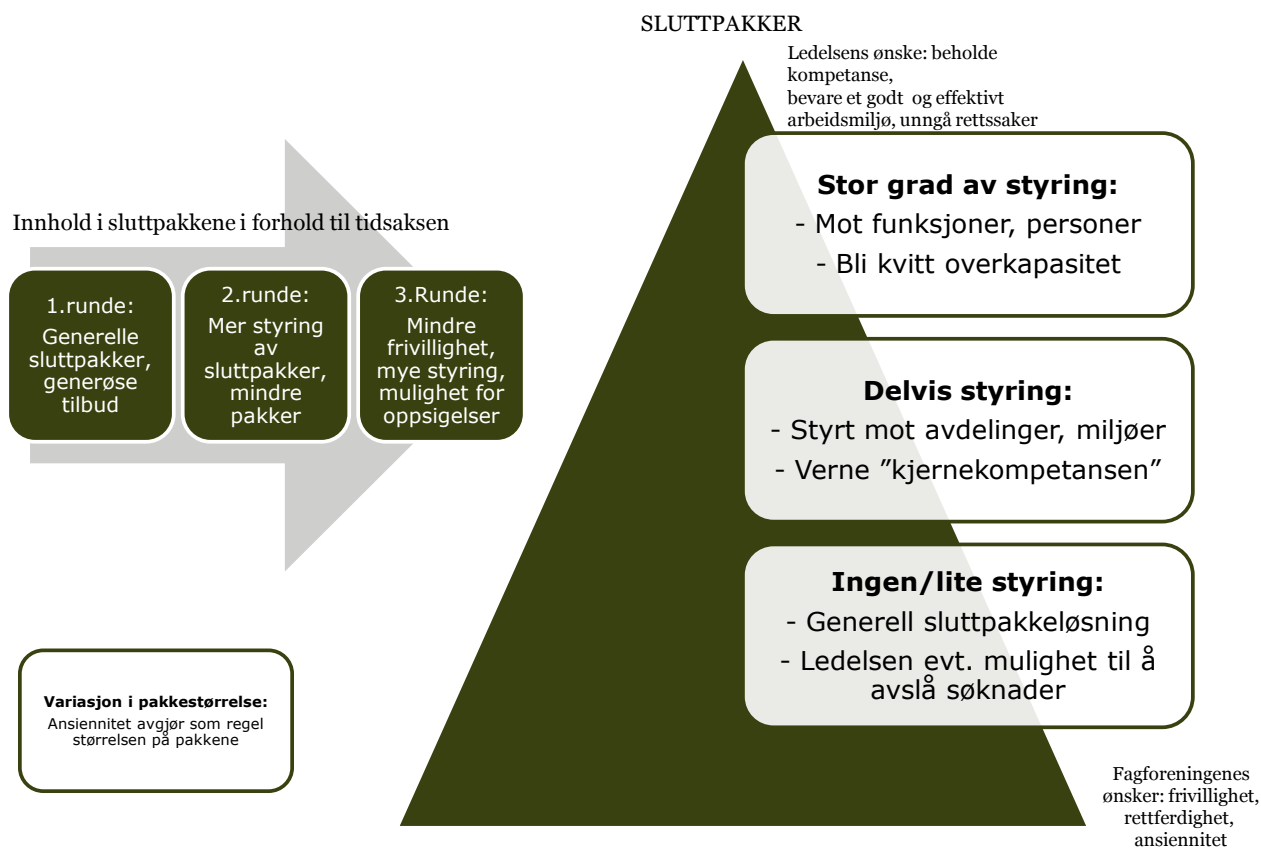 SLUTTPAKKER
Ledelsens ønske: beholde
kompetanse,
bevare et godt og effektivt
arbeidsmiljø, unngå rettssaker
Stor grad av styring:
- Mot funksjoner, personer
- Bli kvitt overkapasitet
Innhold i sluttpakkene i forhold til tidsaksen
1.runde:
Generelle
sluttpakker,
generøse
tilbud
2.runde:
Mer styring
av
sluttpakker,
mindre
pakker
3.Runde:
Mindre
frivillighet,
mye styring,
mulighet for
oppsigelser
Delvis styring:
- Styrt mot avdelinger, miljøer
- Verne ”kjernekompetansen”
Ingen/lite styring:
- Generell sluttpakkeløsning
- Ledelsen evt. mulighet til å
avslå søknader
Variasjon i pakkestørrelse:
Ansiennitet avgjør som regel
størrelsen på pakkene
Fagforeningenes
ønsker: frivillighet,
rettferdighet,
ansiennitet